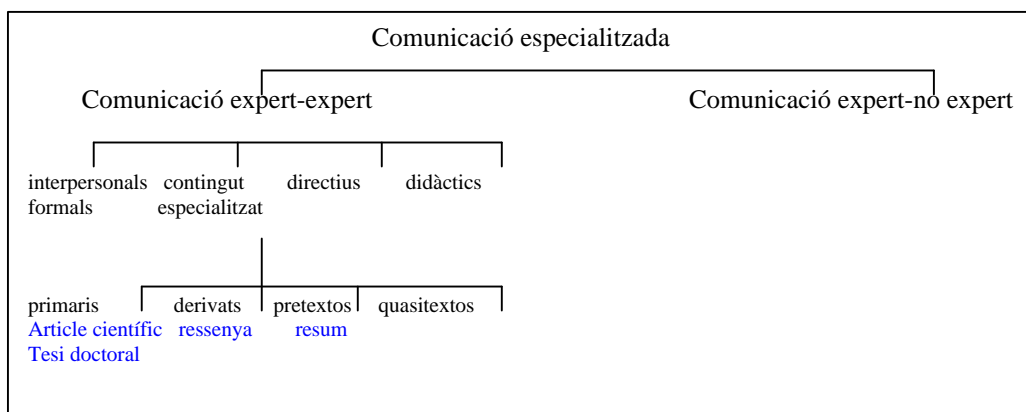 Comunicació especialitzada
Comunicació expert-expert Comunicació expert-no expert
interpersonals contingut directius didàctics
formals especialitzat
primaris derivats pretextos quasitextos
Article científic ressenya resum
Tesi doctoral